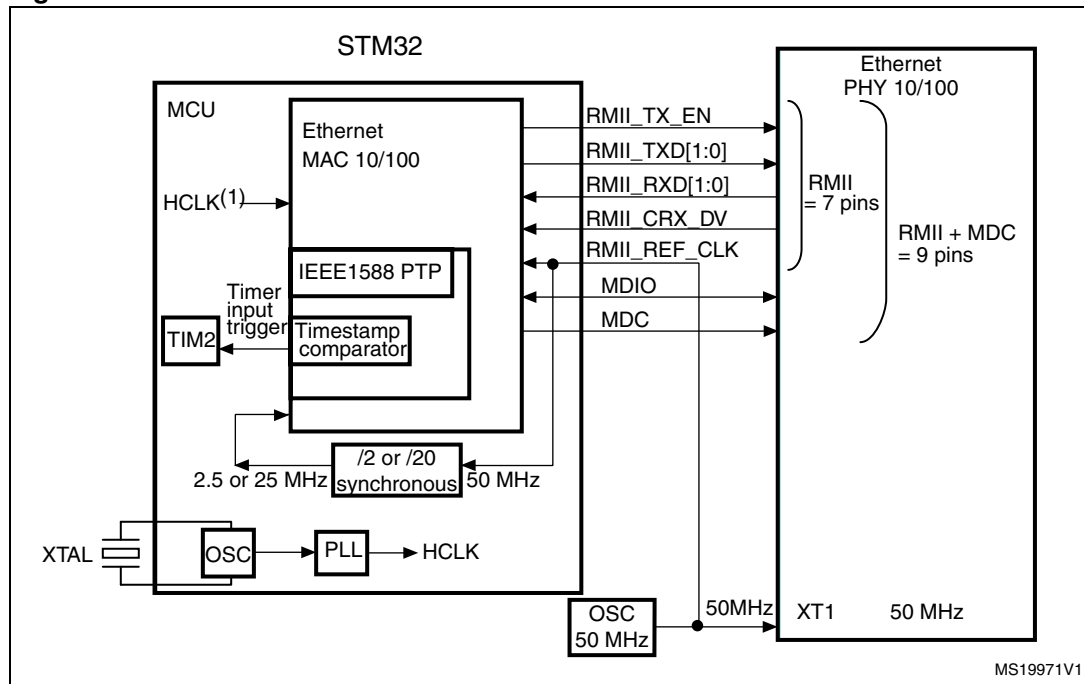 STM32
MCU
Ethernet
MAC 10/100
HCLK(1)
IEEE1588 PTP
Timer
input
trigger
TIM2
Timestamp
comparator
/2 or /20
synchronous
2.5 or 25 MHz
50 MHz
XTAL
OSC
PLL
HCLK
RMII_TX_EN
RMII_TXD[1:0]
RMII_RXD[1:0]
RMII_CRX_DV
RMII_REF_CLK
MDIO
MDC
Ethernet
PHY 10/100
RMII
= 7 pins
RMII + MDC
= 9 pins
OSC
50 MHz
50MHz
XT1
50 MHz
MS19971V1